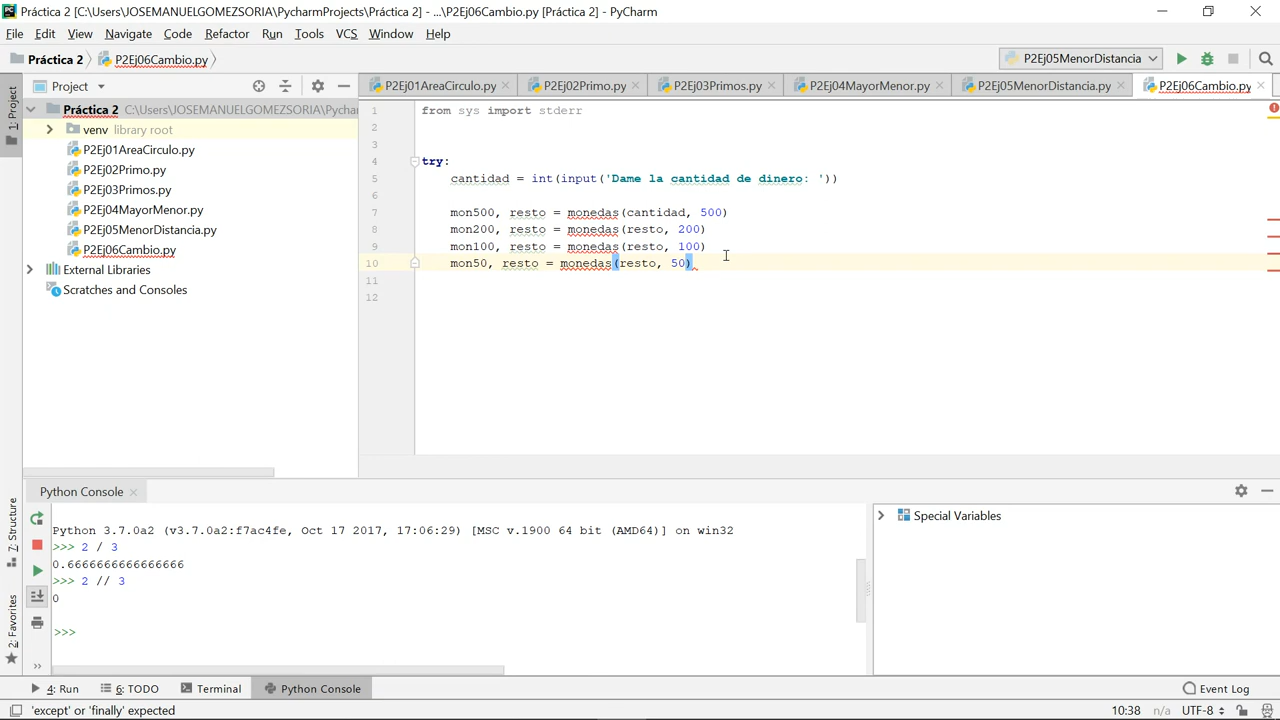 Práctica 2 [C:\Users\JOSEMANUELGOMEZSORIA\PycharmProjects\Práctica 2] - ...\P2Ej06Cambio.py [Práctica 2] - PyCharm
File Edit View Navigate Code Refactor Run Tools VCS Window Help
Práctica 2 P2Ej06Cambio.py P2Ej05MenorDistancia
1: Project
Project
P2Ej01AreaCirculo.py P2Ej02Primo.py P2Ej03Primos.py P2Ej04MayorMenor.py P2Ej05MenorDistancia.py P2Ej06Cambio.py
Práctica 2 C:\Users\JOSEMANUELGOMEZSORIA\Pycha
venv library root
P2Ej01AreaCirculo.py
P2Ej02Primo.py
P2Ej03Primos.py
P2Ej04MayorMenor.py
P2Ej05MenorDistancia.py
P2Ej06Cambio.py
External Libraries
Scratches and Consoles
1 from sys import stderr
2
3
4 try:
5 cantidad = int(input('Dame la cantidad de dinero: '))
6
7 mon500, resto = monedas(cantidad, 500)
8 mon200, resto = monedas(resto, 200)
9 mon100, resto = monedas(resto, 100)
10 mon50, resto = monedas(resto, 50)
11
12
Python Console
Python 3.7.0a2 (v3.7.0a2:f7ac4fe, Oct 17 2017, 17:06:29) [MSC v.1900 64 bit (AMD64)] on win32
>>> 2 / 3
0.6666666666666666
>>> 2 // 3
0
>>>
Special Variables
7: Structure
2: Favorites
4: Run 6: TODO Terminal Python Console Event Log
'except' or 'finally' expected 10:38 n/a UTF-8